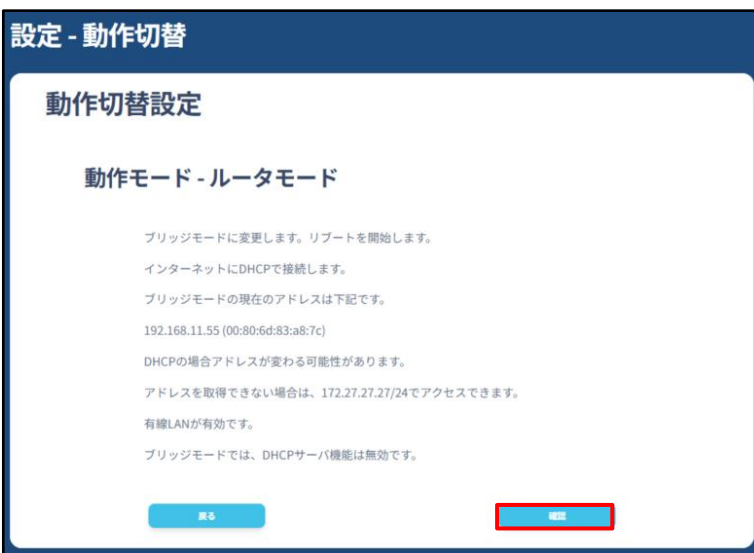 設定 - 動作切替
動作切替設定
動作モード - ルータモード
ブリッジモードに変更します。リブートを開始します。
インターネットにDHCPで接続します。
ブリッジモードの現在のアドレスは下記です。
192.168.11.55 (00:80:6d:83:a8:7c)
DHCPの場合アドレスが変わる可能性があります。
アドレスを取得できない場合は、172.27.27.27/24でアクセスできます。
有線LANが有効です。
ブリッジモードでは、DHCPサーバ機能は無効です。
戻る
確認